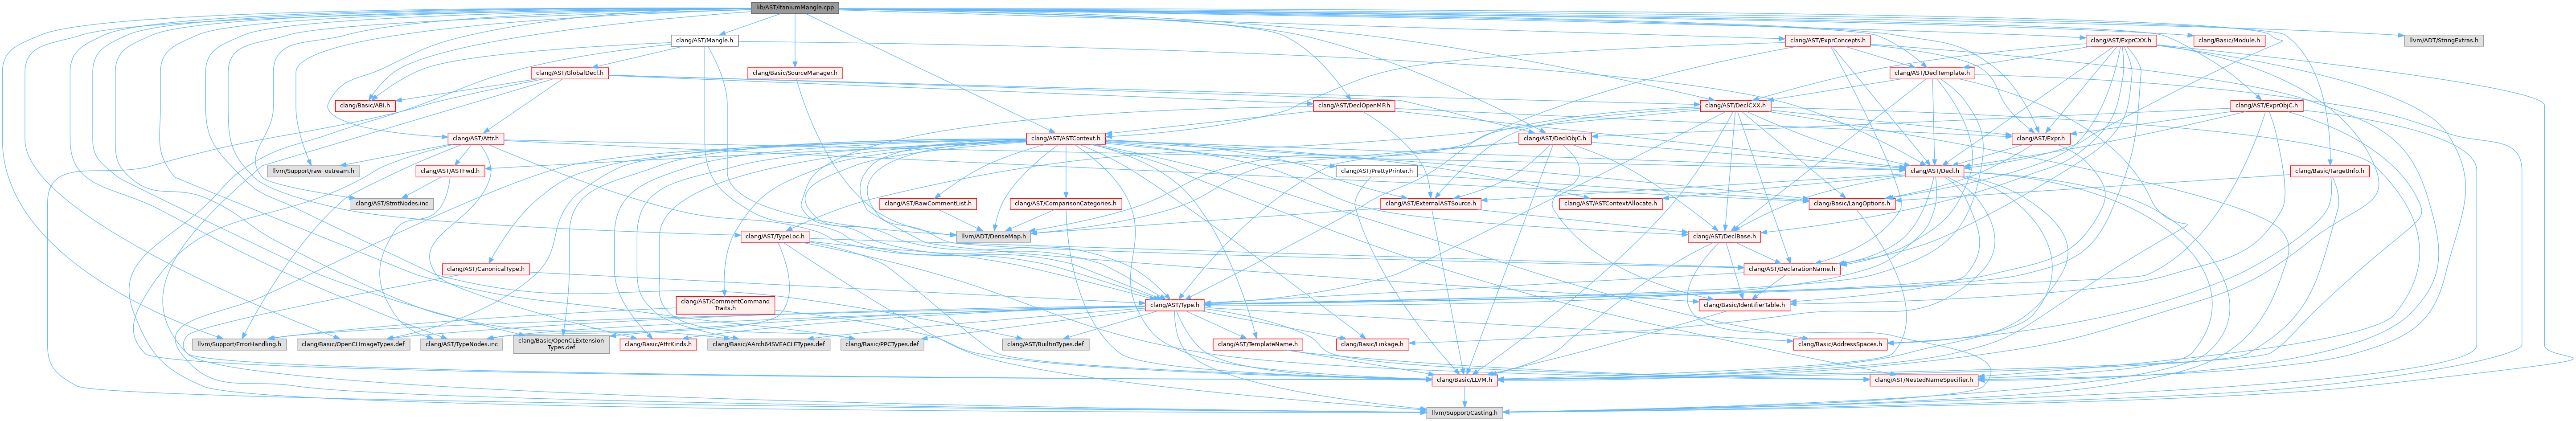 lib/AST/ItaniumMangle.cpp
clang/AST/Mangle.h
clang/AST/ExprConcepts.h
clang/AST/ExprCXX.h
clang/Basic/Module.h
llvm/ADT/StringExtras.h
clang/AST/GlobalDecl.h
clang/Basic/SourceManager.h
clang/AST/DeclTemplate.h
clang/Basic/ABI.h
clang/AST/DeclOpenMP.h
clang/AST/DeclCXX.h
clang/AST/ExprObjC.h
clang/AST/Attr.h
clang/AST/ASTContext.h
clang/AST/DeclObjC.h
clang/AST/Expr.h
llvm/Support/raw_ostream.h
clang/AST/ASTFwd.h
clang/AST/PrettyPrinter.h
clang/AST/Decl.h
clang/Basic/TargetInfo.h
clang/AST/StmtNodes.inc
clang/AST/RawCommentList.h
clang/AST/ComparisonCategories.h
clang/AST/ExternalASTSource.h
clang/AST/ASTContextAllocate.h
clang/Basic/LangOptions.h
clang/AST/TypeLoc.h
llvm/ADT/DenseMap.h
clang/AST/DeclBase.h
clang/AST/CanonicalType.h
clang/AST/DeclarationName.h
clang/AST/CommentCommand
Traits.h
clang/AST/Type.h
clang/Basic/IdentifierTable.h
llvm/Support/ErrorHandling.h
clang/Basic/OpenCLImageTypes.def
clang/AST/TypeNodes.inc
clang/Basic/OpenCLExtension
Types.def
clang/Basic/AttrKinds.h
clang/Basic/AArch64SVEACLETypes.def
clang/Basic/PPCTypes.def
clang/AST/BuiltinTypes.def
clang/AST/TemplateName.h
clang/Basic/Linkage.h
clang/Basic/AddressSpaces.h
clang/Basic/LLVM.h
clang/AST/NestedNameSpecifier.h
llvm/Support/Casting.h